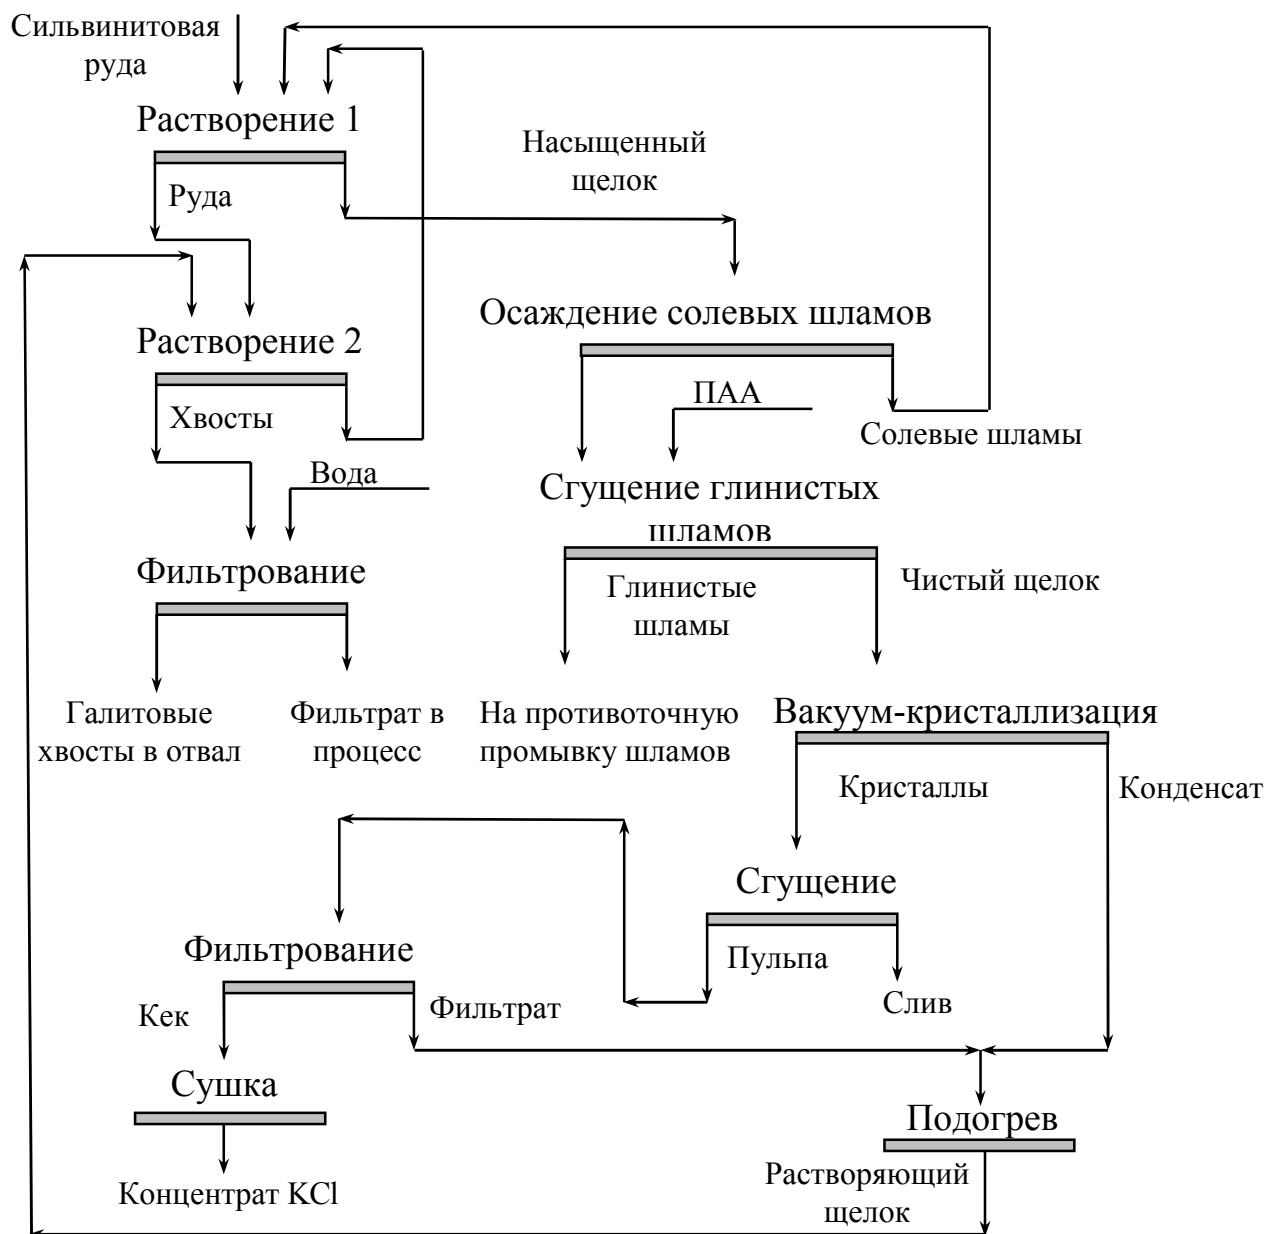 Сильвинитовая
руда
Растворение 1
Насыщенный
щелок
Руда
Осаждение солевых шламов
Растворение 2
ПАА
Хвосты
Солевые шламы
Вода
Сгущение глинистых
шламов
Фильтрование
Глинистые
шламы
Чистый щелок
Галитовые
хвосты в отвал
Фильтрат в
процесс
На противоточную
промывку шламов
Вакуум-кристаллизация
Кристаллы
Конденсат
Сгущение
Фильтрование
Пульпа
Слив
Кек
Фильтрат
Сушка
Подогрев
Растворяющий
щелок
Концентрат KCl